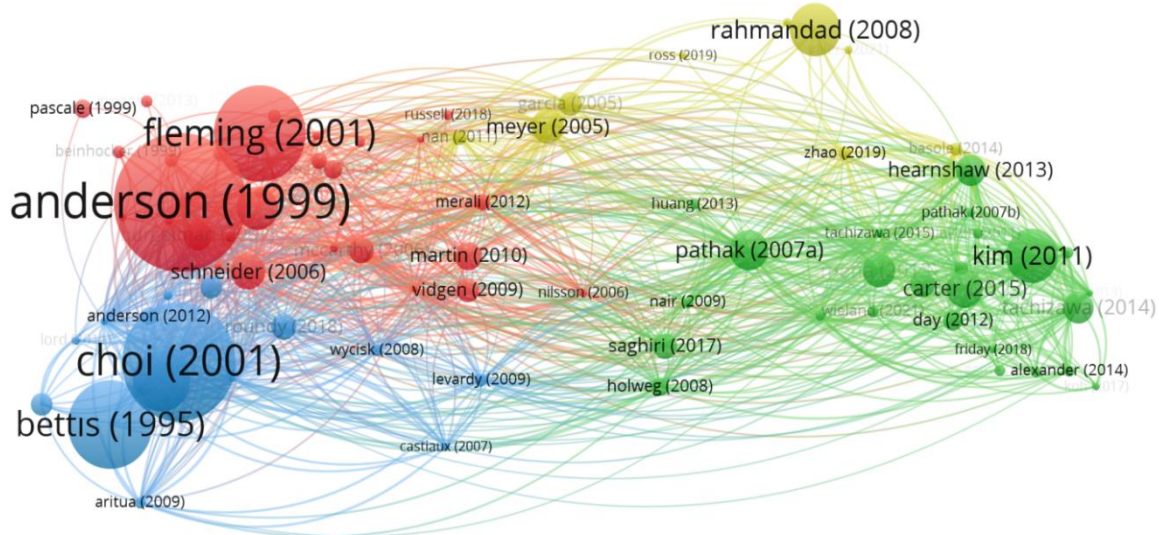 rahmandad (2008)
ross (2019)
pascale (1999)
garcia (2005)
russell (2018)
fleming (2001)
nan (2011)
meyer (2005)
zhao (2019)
basole (2014)
hearnshaw (2013)
anderson (1999)
merali (2012)
huang (2013)
pathak (2007b)
tachizawa (2015)
martin (2010)
pathak (2007a)
kim (2011)
schneider (2006)
vidgen (2009)
nilsson (2006)
nair (2009)
carter (2015)
tachizawa (2014)
anderson (2012)
roundy (2018)
day (2012)
saghiri (2017)
wycisk (2008)
friday (2018)
choi (2001)
alexander (2014)
levardy (2009)
holweg (2008)
bettis (1995)
castiaux (2007)
aritua (2009)